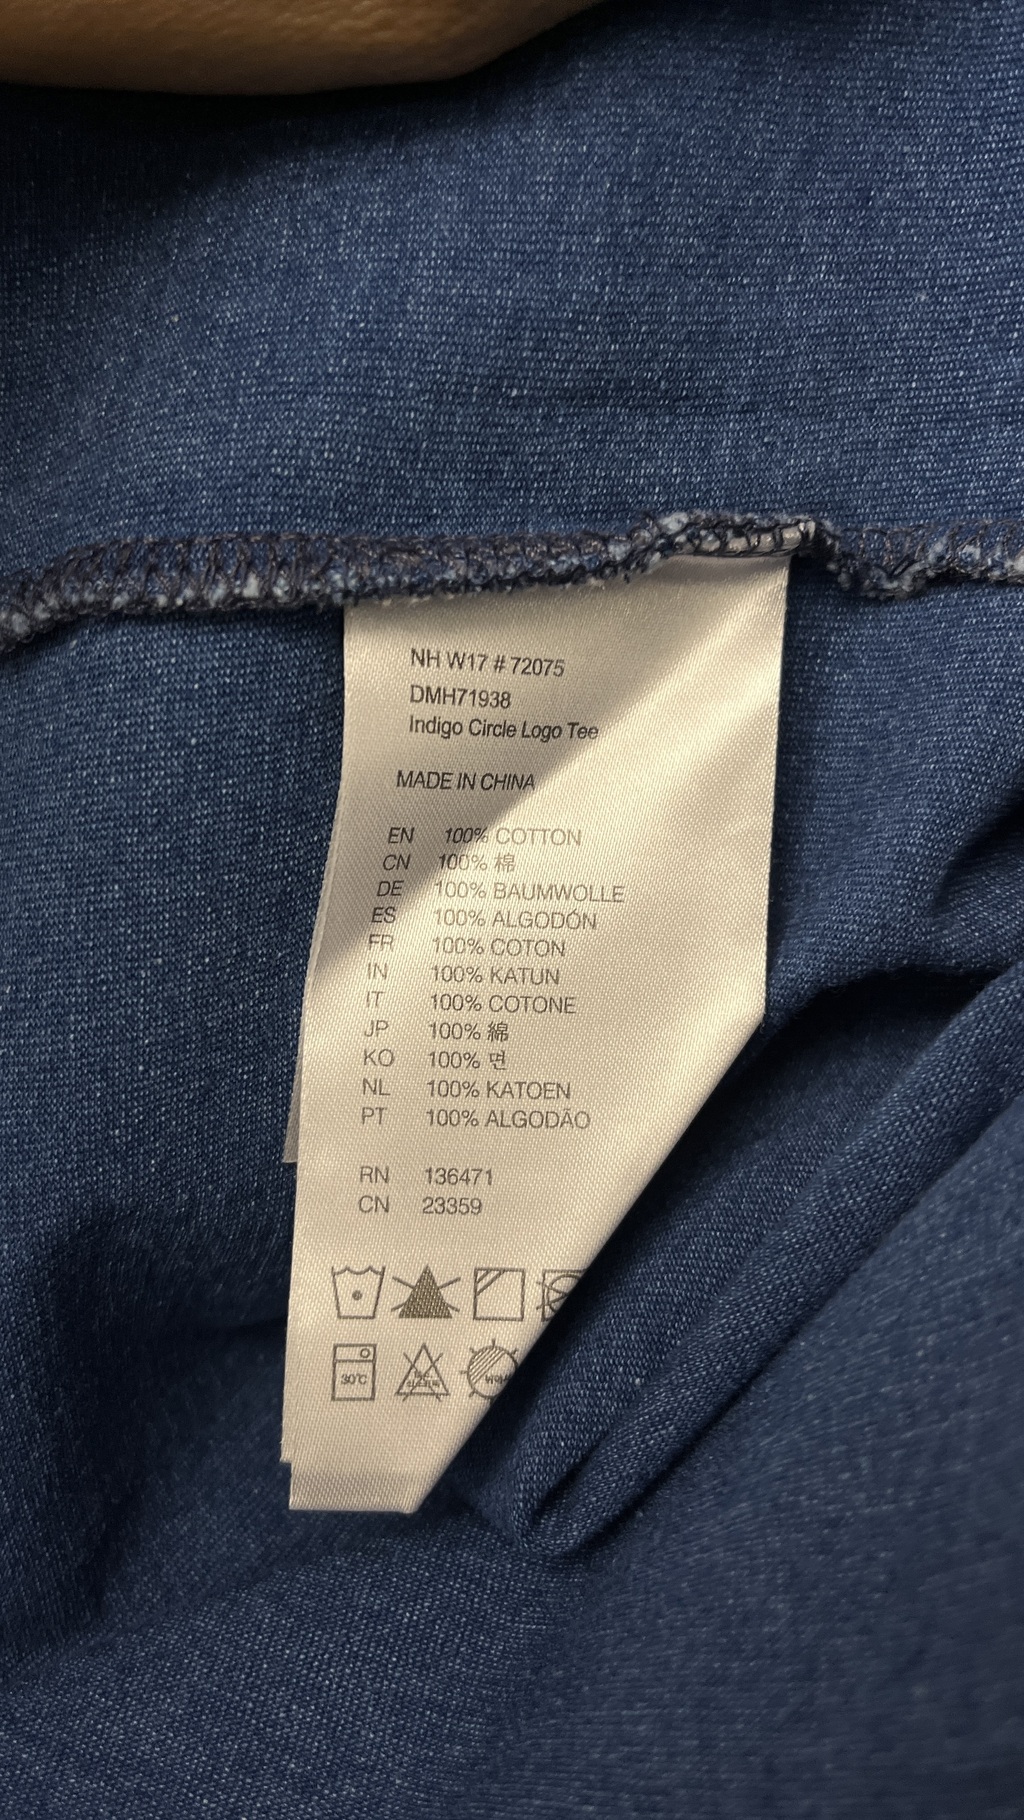 NH W17 # 72075
DMH71938
Indigo Circle Logo Tee
MADE IN CHINA
EN 100% COTTON
CN 100% 棉
DE 100% BAUMWOLLE
ES 100% ALGODÓN
FR 100% COTON
IN 100% KATUN
IT 100% COTONE
JP 100% 綿
KO 100% 면
NL 100% KATOEN
PT 100% ALGODÃO
RN 136471
CN 23359
30°C